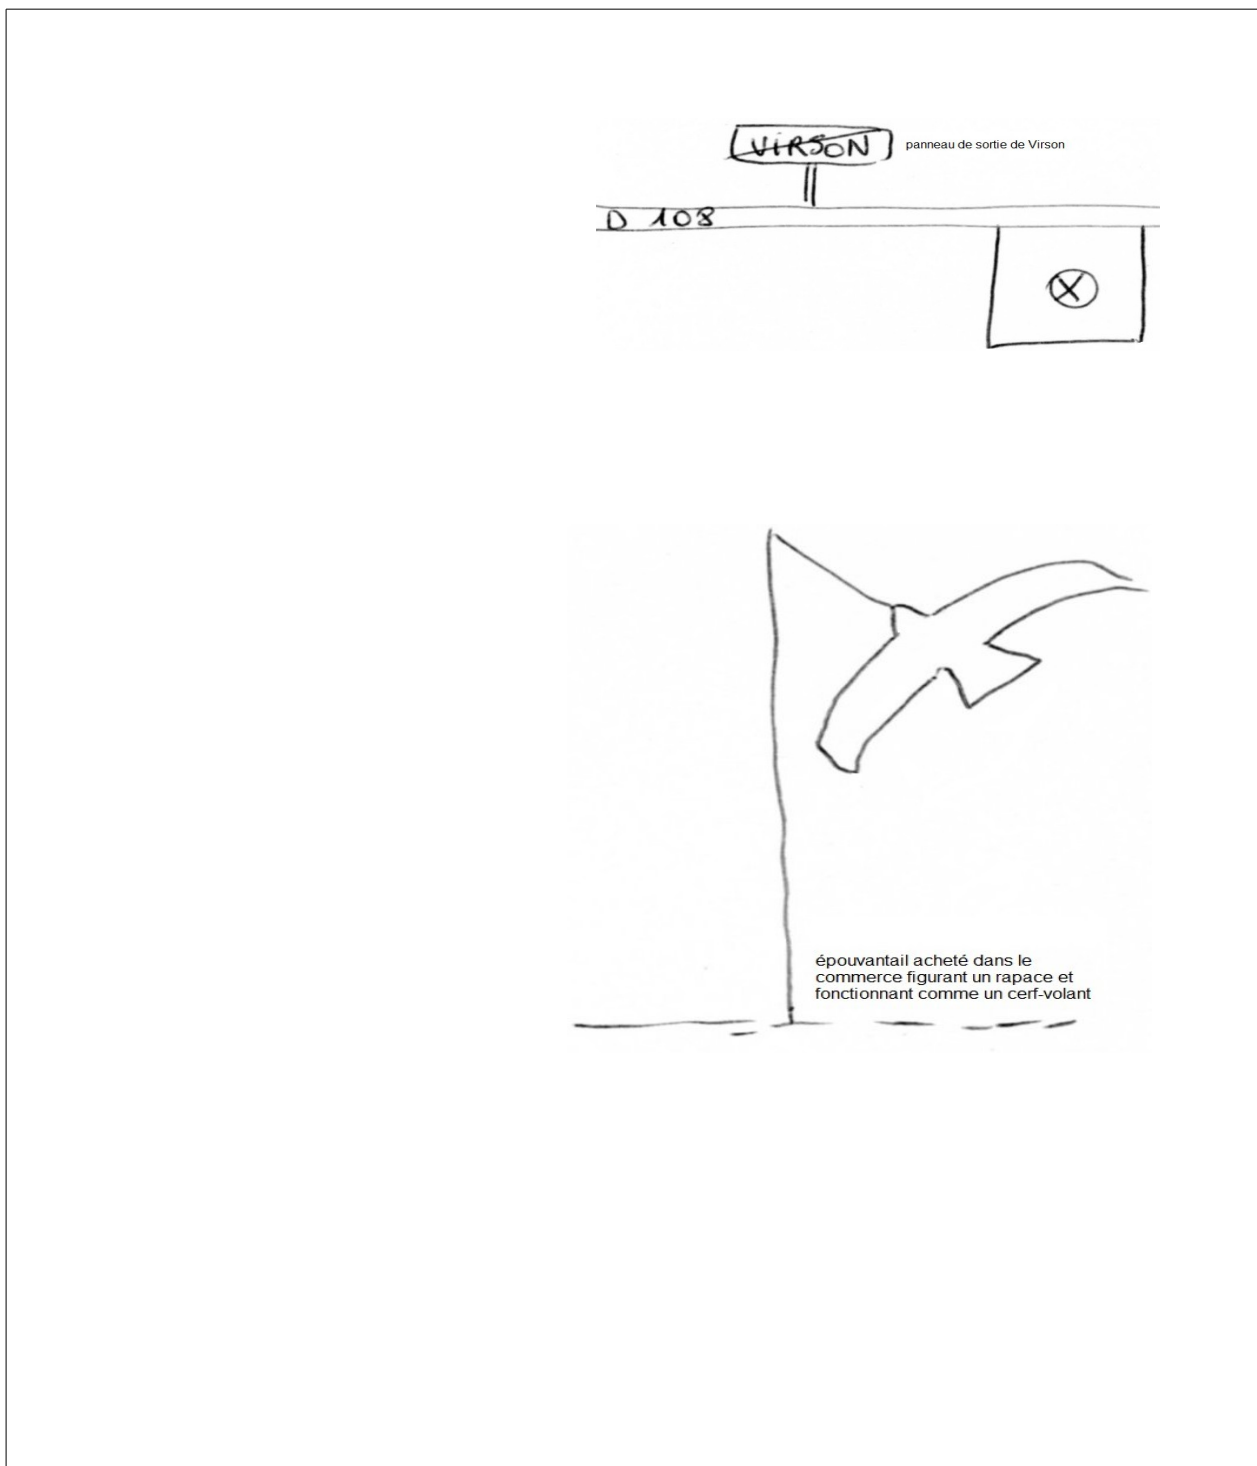 ViRSON
panneau de sortie de Virson
D 108
épouvantail acheté dans le
commerce figurant un rapace et
fonctionnant comme un cerf-volant